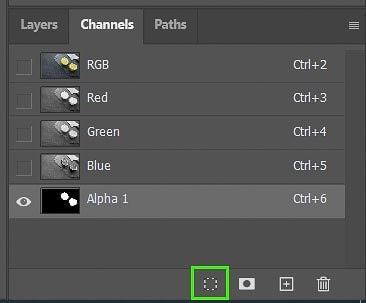 Layers Channels Paths
RGB Ctrl+2
Red Ctrl+3
Green Ctrl+4
Blue Ctrl+5
Alpha 1 Ctrl+6